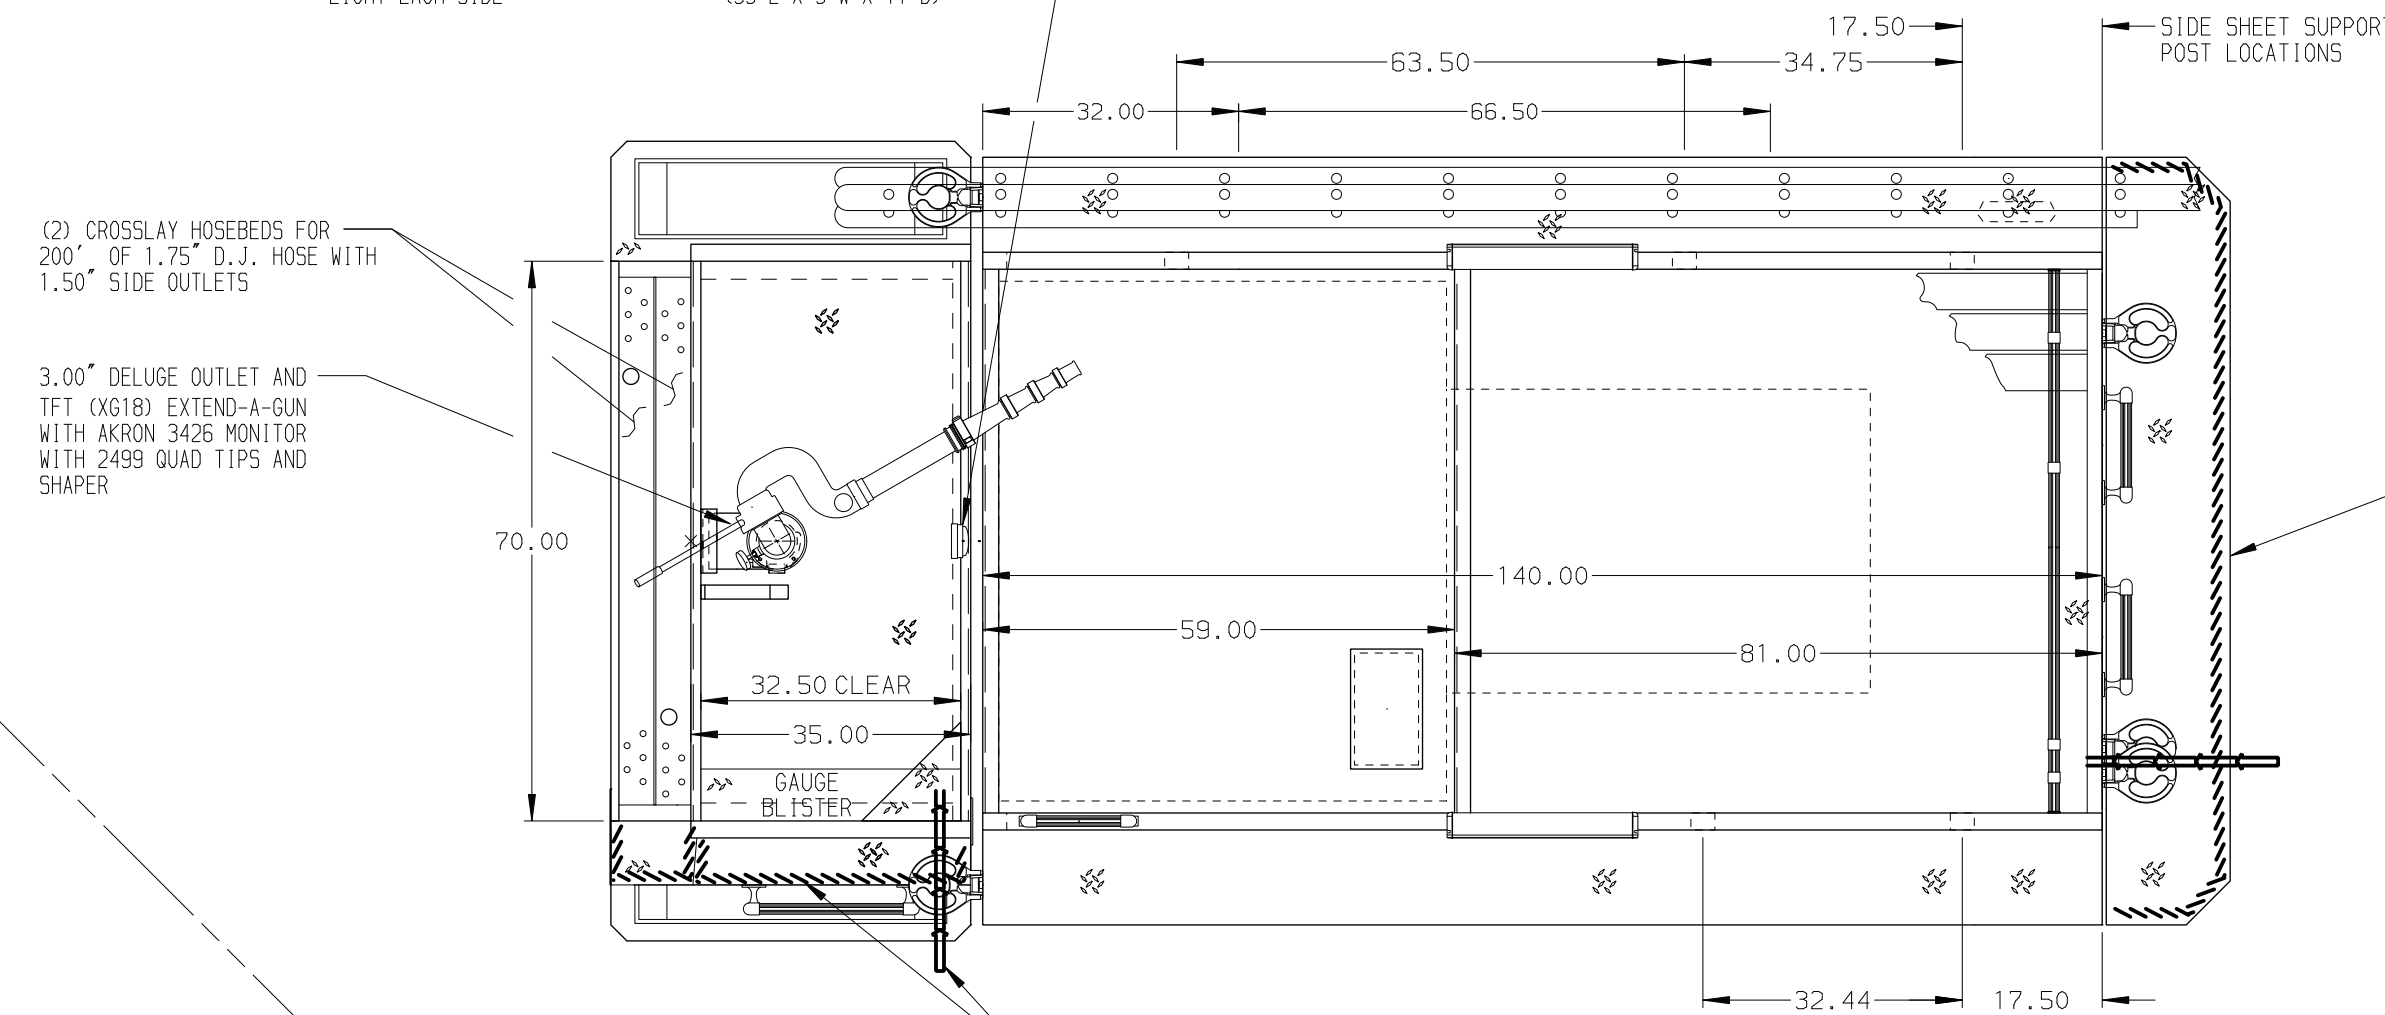 17.50
SIDE SHEET SUPPORT
POST LOCATIONS
63.50
34.75
32.00
66.50
(2) CROSSLAY HOSEBEDS FOR
200' OF 1.75" D.J. HOSE WITH
1.50" SIDE OUTLETS
3.00" DELUGE OUTLET AND
TFT (XG18) EXTEND-A-GUN
WITH AKRON 3426 MONITOR
WITH 2499 QUAD TIPS AND
SHAPER
70.00
140.00
59.00
81.00
32.50 CLEAR
35.00
GAUGE
BLISTER
32.44
17.50